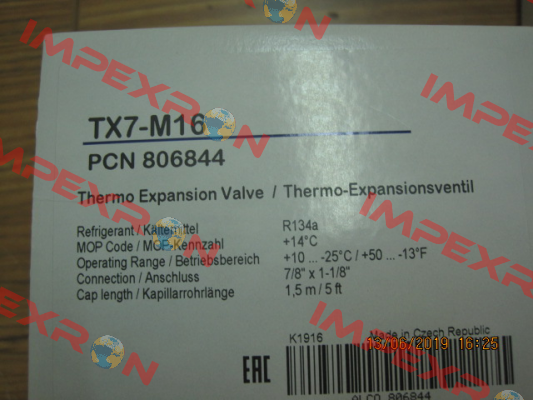 TX7-M16
PCN 806844
Thermo Expansion Valve / Thermo-Expansionsventil
Refrigerant / Kältemittel R134a
MOP Code / MOP-Kennzahl +14°C
Operating Range / Betriebsbereich +10 ... -25°C / +50 ... -13°F
Connection / Anschluss 7/8" x 1-1/8"
Cap length / Kapillarrohrlänge 1,5 m / 5 ft
K1916 Made in Czech Republic
13/06/2019 16:25
EAC
ALCO 806844
IMPEXRON
IMPEXRON
IMPEXRON
IMPEXRON
IMPEXRON